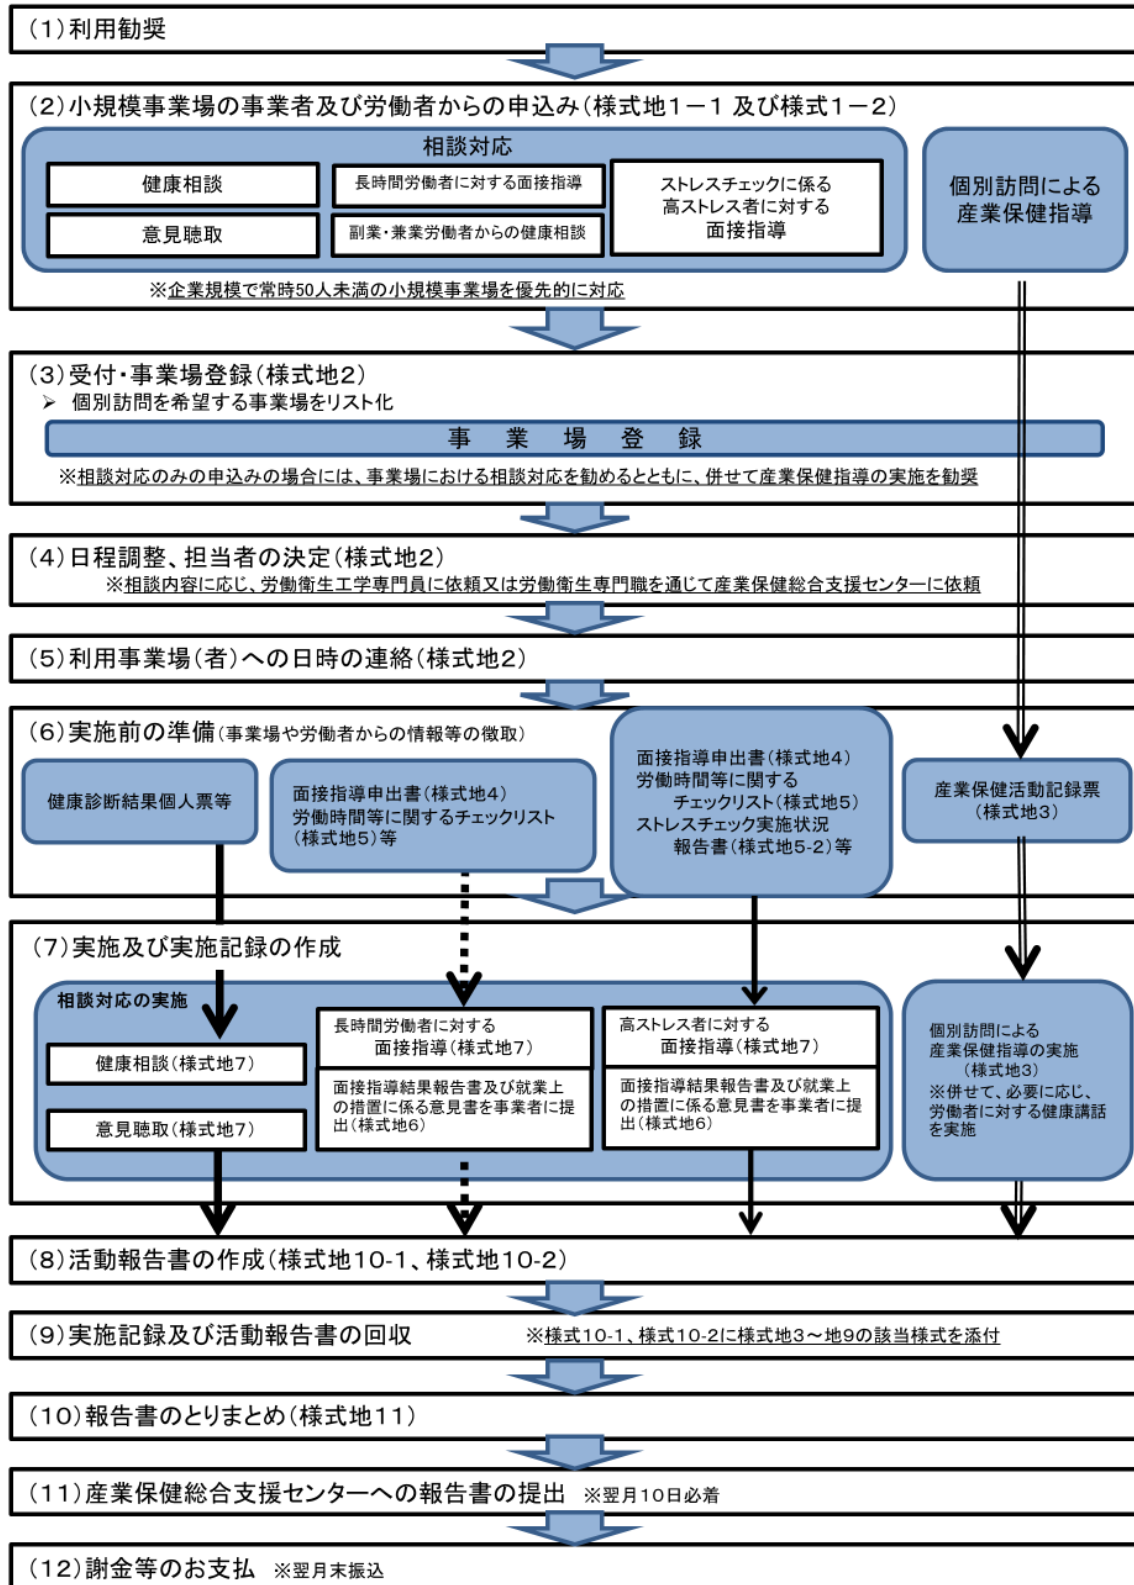 (1)利用勧奨
(2)小規模事業場の事業者及び労働者からの申込み(様式地1-1 及び様式1-2)
相談対応
健康相談
意見聴取
長時間労働者に対する面接指導
副業・兼業労働者からの健康相談
ストレスチェックに係る
高ストレス者に対する
面接指導
個別訪問による
産業保健指導
※企業規模で常時50人未満の小規模事業場を優先的に対応
(3)受付・事業場登録(様式地2)
➢ 個別訪問を希望する事業場をリスト化
事 業 場 登 録
※相談対応のみの申込みの場合には、事業場における相談対応を勧めるとともに、併せて産業保健指導の実施を勧奨
(4)日程調整、担当者の決定(様式地2)
※相談内容に応じ、労働衛生工学専門員に依頼又は労働衛生専門職を通じて産業保健総合支援センターに依頼
(5)利用事業場(者)への日時の連絡(様式地2)
(6)実施前の準備(事業場や労働者からの情報等の徴取)
健康診断結果個人票等
面接指導申出書(様式地4)
労働時間等に関するチェックリスト
(様式地5)等
面接指導申出書(様式地4)
労働時間等に関する
チェックリスト(様式地5)
ストレスチェック実施状況
報告書(様式地5-2)等
産業保健活動記録票
(様式地3)
(7)実施及び実施記録の作成
相談対応の実施
健康相談(様式地7)
意見聴取(様式地7)
長時間労働者に対する
面接指導(様式地7)
面接指導結果報告書及び就業上
の措置に係る意見書を事業者に提
出(様式地6)
高ストレス者に対する
面接指導(様式地7)
面接指導結果報告書及び就業上
の措置に係る意見書を事業者に提
出(様式地6)
個別訪問による
産業保健指導の実施
(様式地3)
※併せて、必要に応じ、
労働者に対する健康講話
を実施
(8)活動報告書の作成(様式地10-1、様式地10-2)
(9)実施記録及び活動報告書の回収 ※様式10-1、様式10-2に様式地3~地9の該当様式を添付
(10)報告書のとりまとめ(様式地11)
(11)産業保健総合支援センターへの報告書の提出 ※翌月10日必着
(12)謝金等のお支払 ※翌月末振込